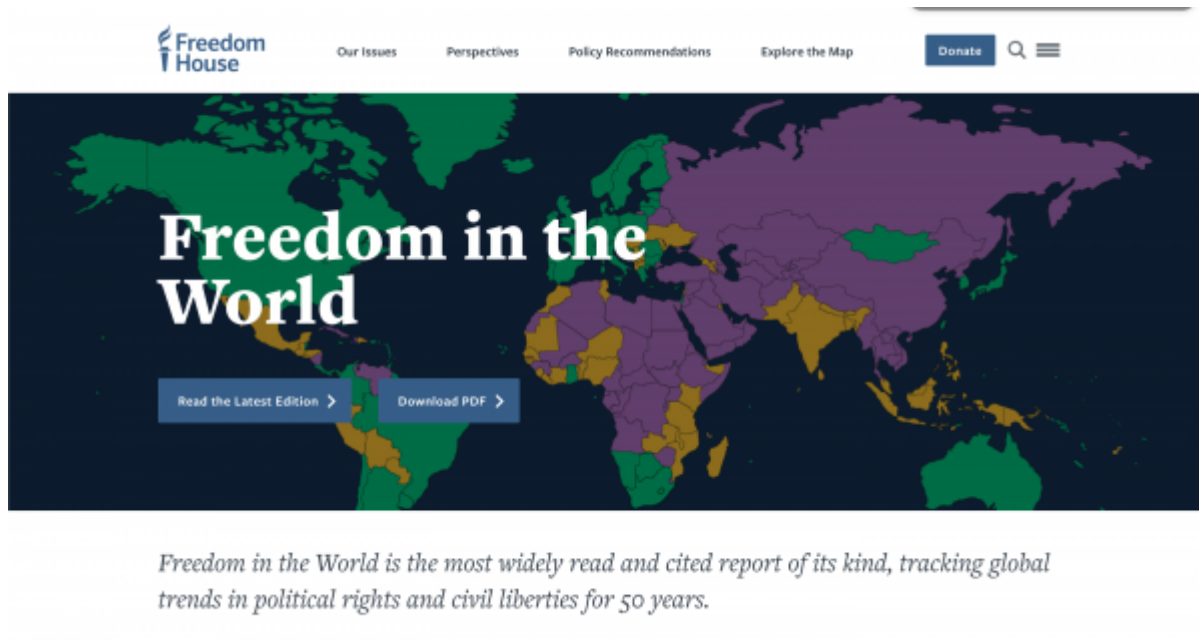 Freedom
House
Our Issues
Perspectives
Policy Recommendations
Explore the Map
Donate
Freedom in the
World
Read the Latest Edition
Download PDF
Freedom in the World is the most widely read and cited report of its kind, tracking global
trends in political rights and civil liberties for 50 years.